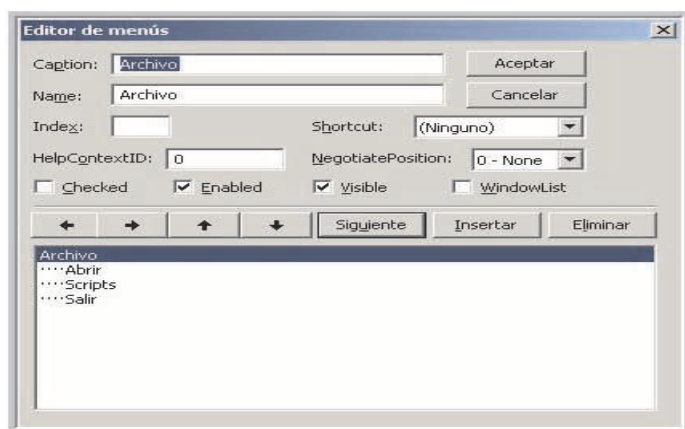 Editor de menús
Caption: Archivo Aceptar
Name: Archivo Cancelar
Index: Shortcut: (Ninguno)
HelpContextID: 0 NegotiatePosition: 0 - None
Checked Enabled Visible WindowList
Siguiente Insertar Eliminar
Archivo
····Abrir
····Scripts
····Salir